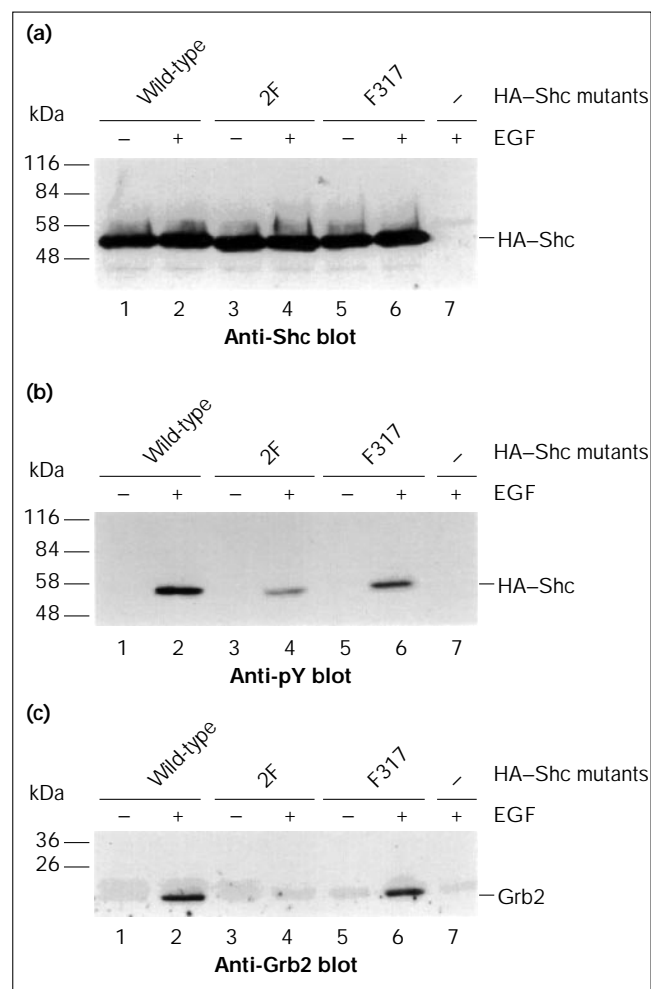 (a)
Wild-type 2F F317 – HA–Shc mutants
kDa
– + – + – + + EGF
116
84
58
HA–Shc
48
1 2 3 4 5 6 7
Anti-Shc blot
(b)
Wild-type 2F F317 – HA–Shc mutants
kDa
– + – + – + + EGF
116
84
58 HA–Shc
48
1 2 3 4 5 6 7
Anti-pY blot
(c)
Wild-type 2F F317 – HA–Shc mutants
kDa
– + – + – + + EGF
36
26
Grb2
1 2 3 4 5 6 7
Anti-Grb2 blot